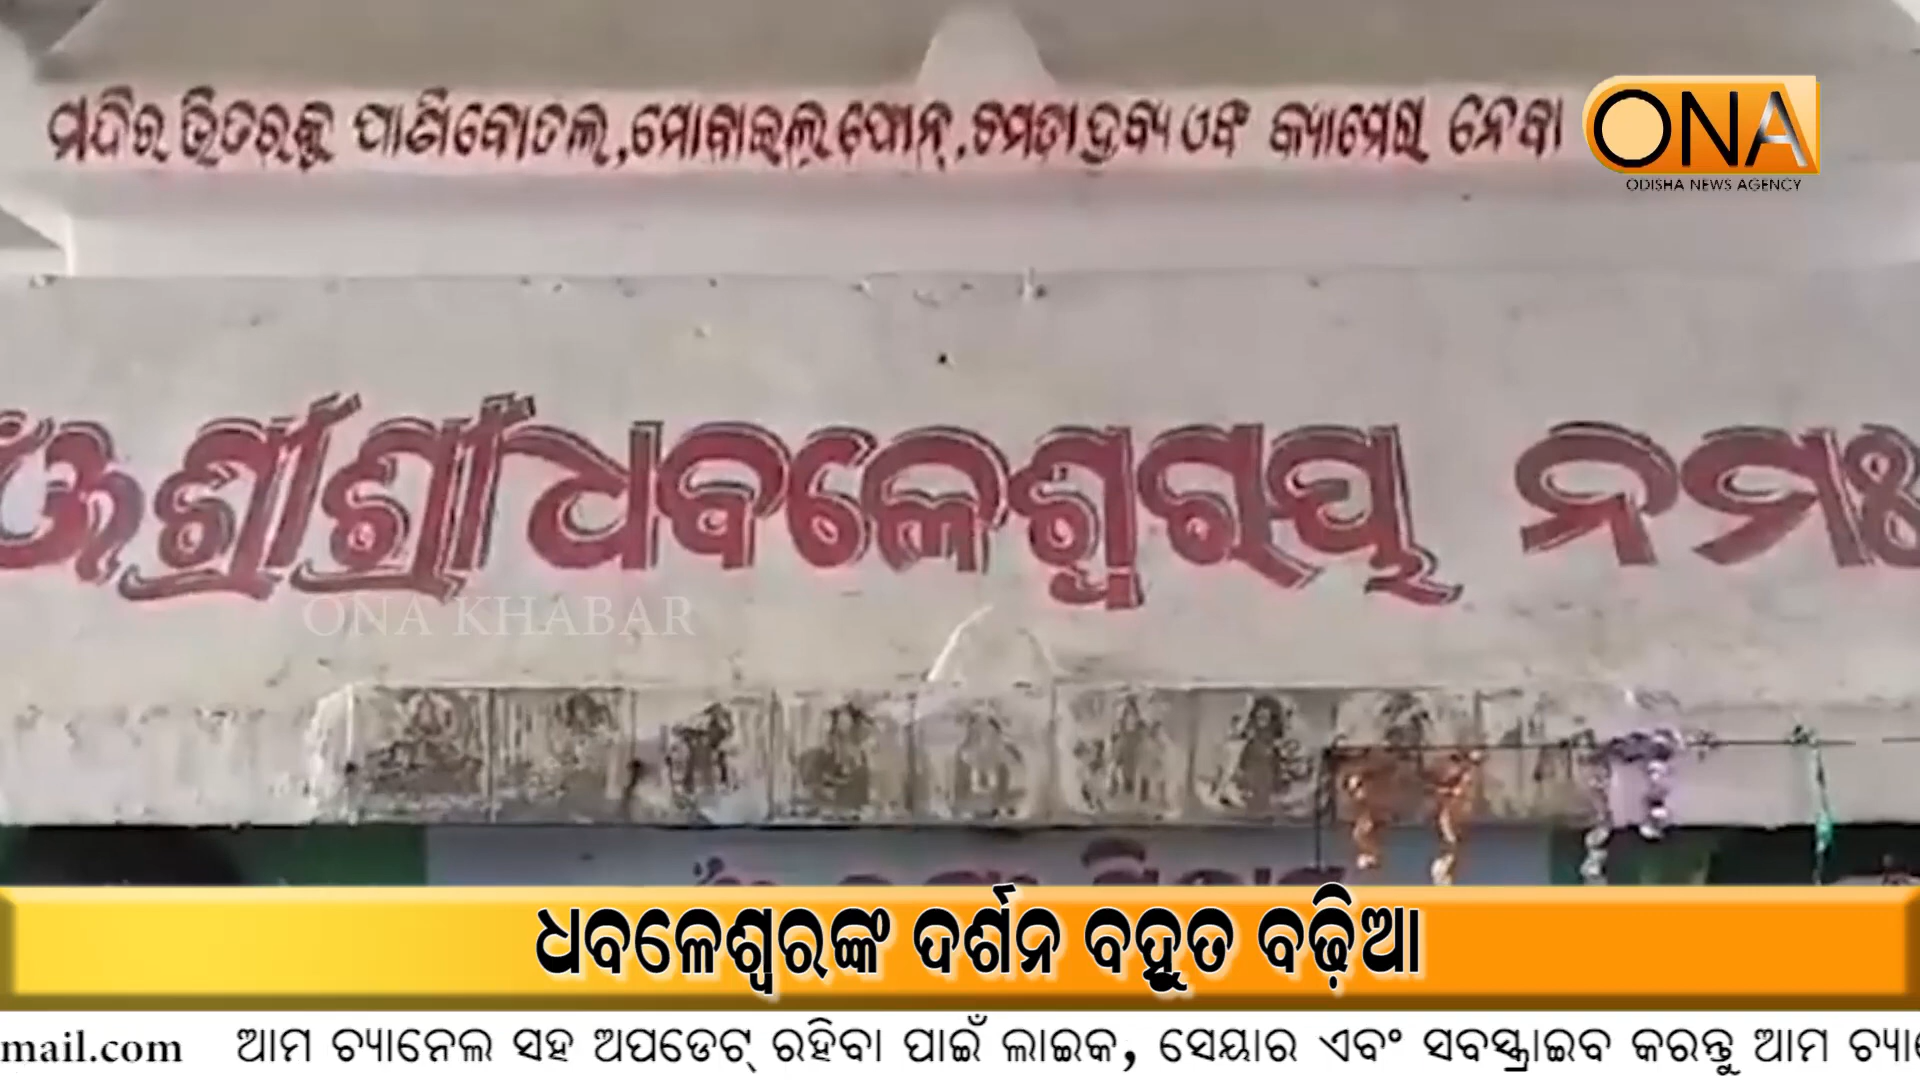 ମନ୍ଦିର ଭିତରକୁ ପାଣିବୋତଲ,ମୋବାଇଲ୍ ଫୋନ୍,ଚମଡା ଦ୍ରବ୍ୟ ଏବଂ କ୍ୟାମେରା ନେବା
ONA
ODISHA NEWS AGENCY
ଓଁ ଶ୍ରୀଶ୍ରୀଧବଳେଶ୍ୱରାୟ ନମଃ
ONA KHABAR
ଧବଳେଶ୍ୱରଙ୍କ ଦର୍ଶନ ବହୁତ ବଢ଼ିଆ
mail.com ଆମ ଚ୍ୟାନେଲ ସହ ଅପଡେଟ୍ ରହିବା ପାଇଁ ଲାଇକ, ସେୟାର ଏବଂ ସବସ୍କ୍ରାଇବ କରନ୍ତୁ ଆମ